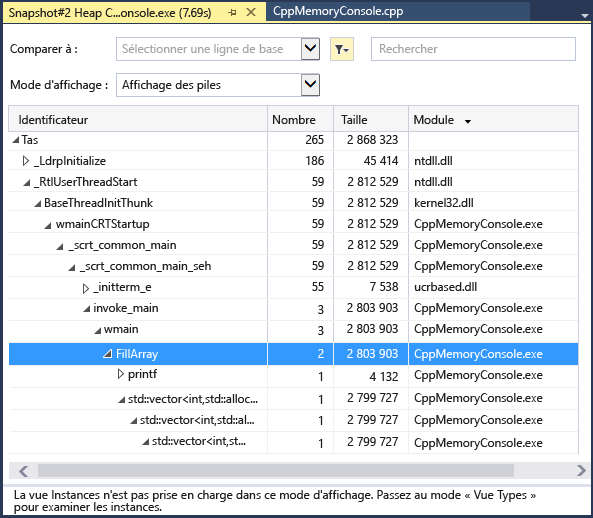 Snapshot#2 Heap C...onsole.exe (7.69s) CppMemoryConsole.cpp
Comparer à : Sélectionner une ligne de base Rechercher
Mode d'affichage : Affichage des piles
Identificateur Nombre Taille Module
Tas 265 2 868 323
_LdrpInitialize 186 45 414 ntdll.dll
_RtlUserThreadStart 59 2 812 529 ntdll.dll
BaseThreadInitThunk 59 2 812 529 kernel32.dll
wmainCRTStartup 59 2 812 529 CppMemoryConsole.exe
_scrt_common_main 59 2 812 529 CppMemoryConsole.exe
_scrt_common_main_seh 59 2 812 529 CppMemoryConsole.exe
_initterm_e 55 7 538 ucrbased.dll
invoke_main 3 2 803 903 CppMemoryConsole.exe
wmain 3 2 803 903 CppMemoryConsole.exe
FillArray 2 2 803 903 CppMemoryConsole.exe
printf 1 4 132 CppMemoryConsole.exe
std::vector<int,std::alloc... 1 2 799 727 CppMemoryConsole.exe
std::vector<int,std::al... 1 2 799 727 CppMemoryConsole.exe
std::vector<int,st... 1 2 799 727 CppMemoryConsole.exe
La vue Instances n'est pas prise en charge dans ce mode d'affichage. Passez au mode « Vue Types »
pour examiner les instances.